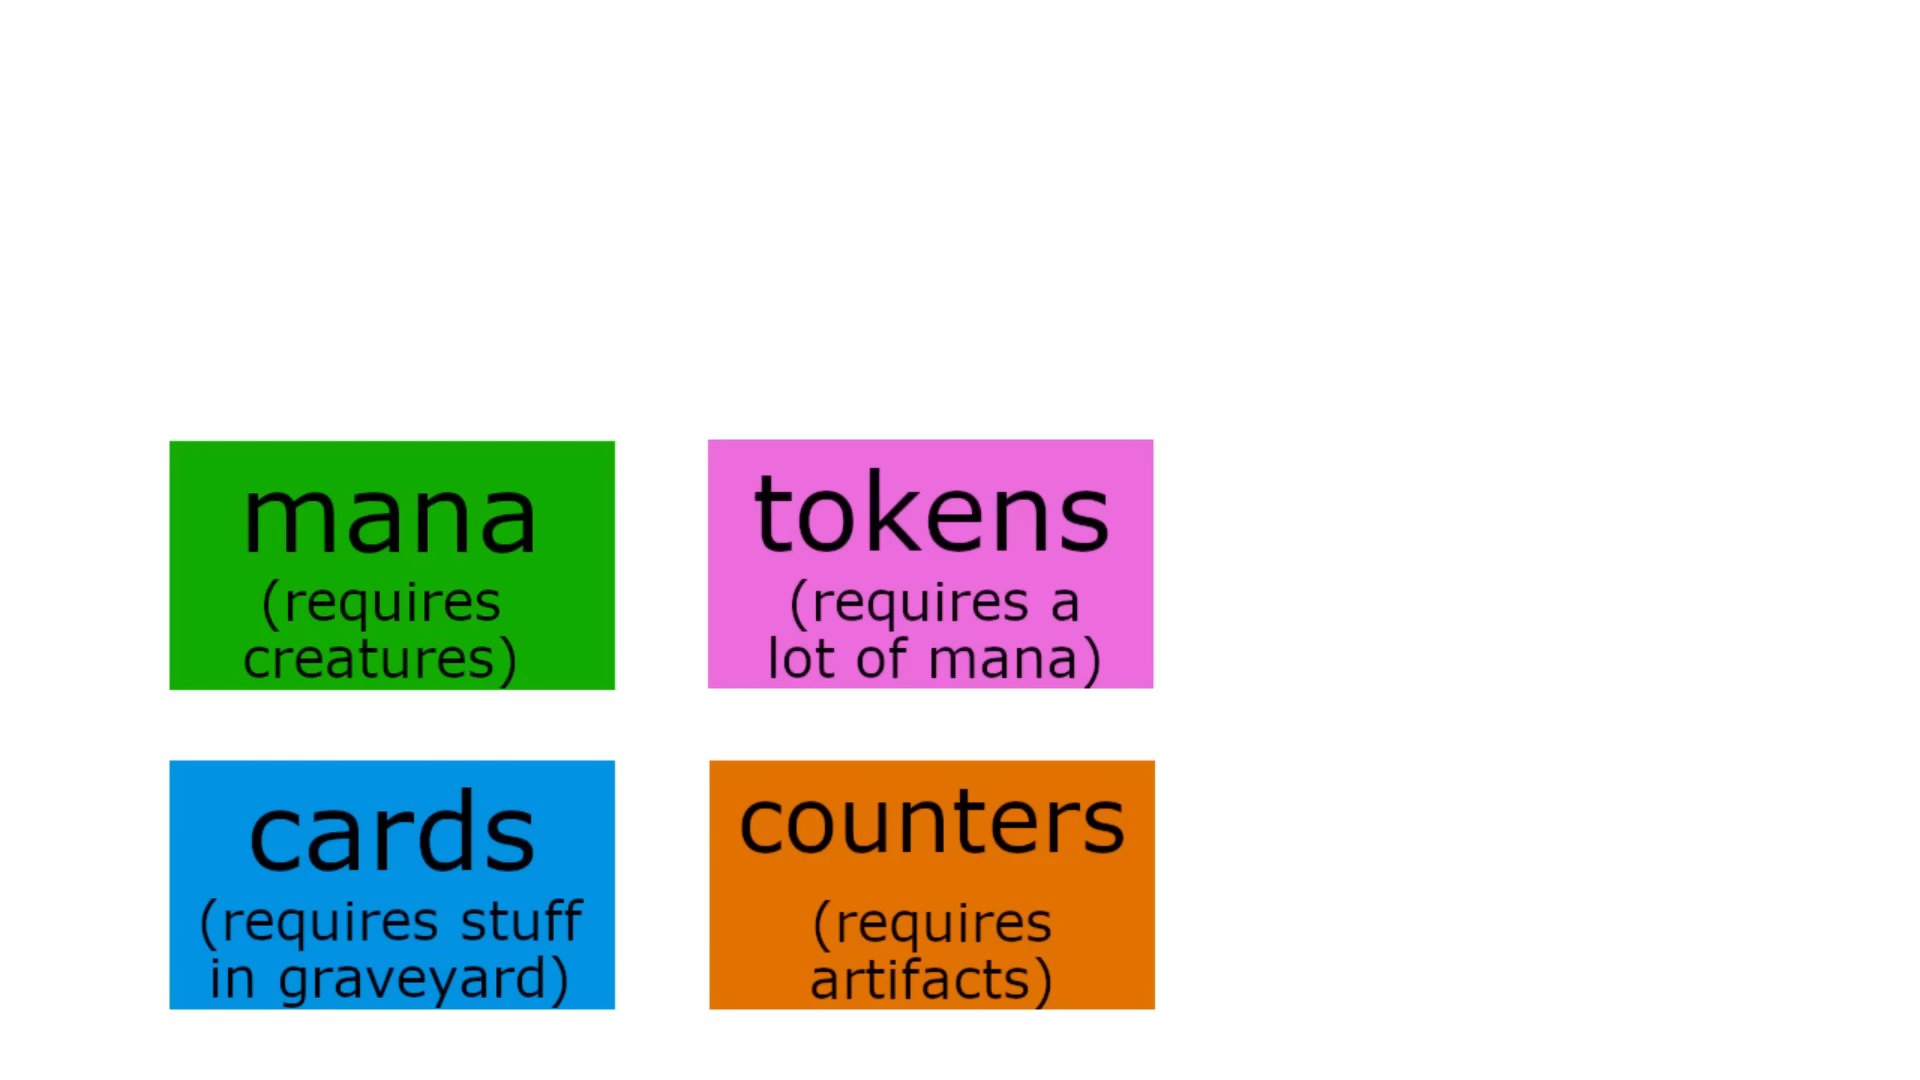 mana
(requires
creatures)
tokens
(requires a
lot of mana)
cards
(requires stuff
in graveyard)
counters
(requires
artifacts)